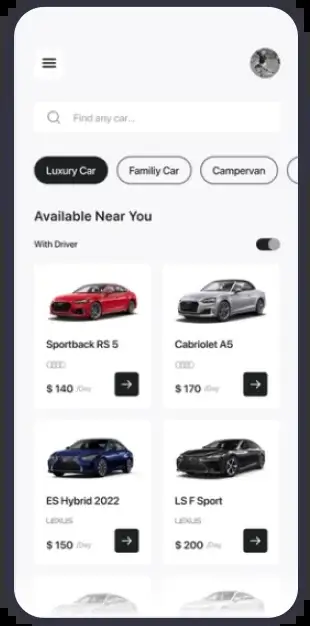 Find any car...
Luxury Car Familiy Car Campervan
Available Near You
With Driver
Sportback RS 5 Cabriolet A5
$ 140 /Day $ 170 /Day
ES Hybrid 2022 LS F Sport
LEXUS LEXUS
$ 150 /Day $ 200 /Day